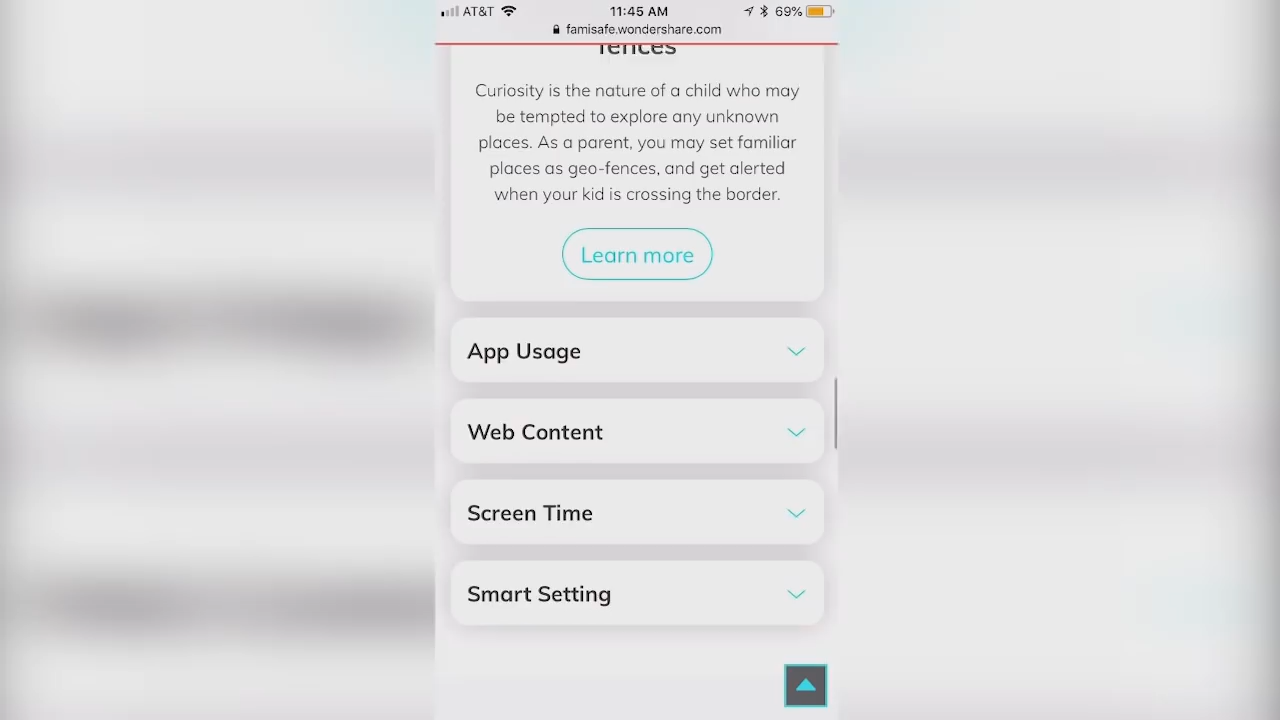 AT&T 11:45 AM 69%
famisafe.wondershare.com
fences
Curiosity is the nature of a child who may
be tempted to explore any unknown
places. As a parent, you may set familiar
places as geo-fences, and get alerted
when your kid is crossing the border.
Learn more
App Usage
Web Content
Screen Time
Smart Setting